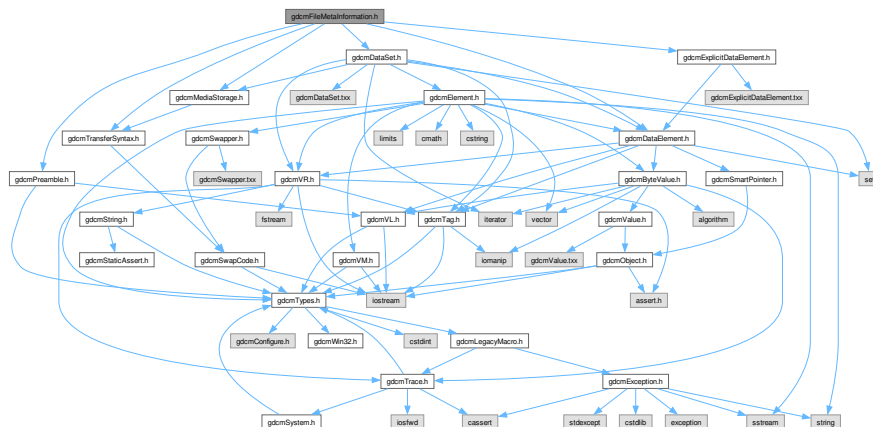 gdcmFileMetaInformation.h
gdcmDataSet.h
gdcmExplicitDataElement.h
gdcmMediaStorage.h
gdcmDataSet.txx
gdcmElement.h
gdcmExplicitDataElement.txx
gdcmTransferSyntax.h
gdcmSwapper.h
limits
cmath
cstring
gdcmDataElement.h
gdcmPreamble.h
gdcmSwapper.txx
gdcmVR.h
gdcmByteValue.h
gdcmSmartPointer.h
set
gdcmString.h
fstream
gdcmVL.h
gdcmTag.h
iterator
vector
gdcmValue.h
algorithm
gdcmStaticAssert.h
gdcmSwapCode.h
gdcmVM.h
iomanip
gdcmValue.txx
gdcmObject.h
gdcmTypes.h
iostream
assert.h
gdcmConfigure.h
gdcmWin32.h
cstdint
gdcmLegacyMacro.h
gdcmTrace.h
gdcmException.h
gdcmSystem.h
iosfwd
cassert
stdexcept
cstdlib
exception
sstream
string